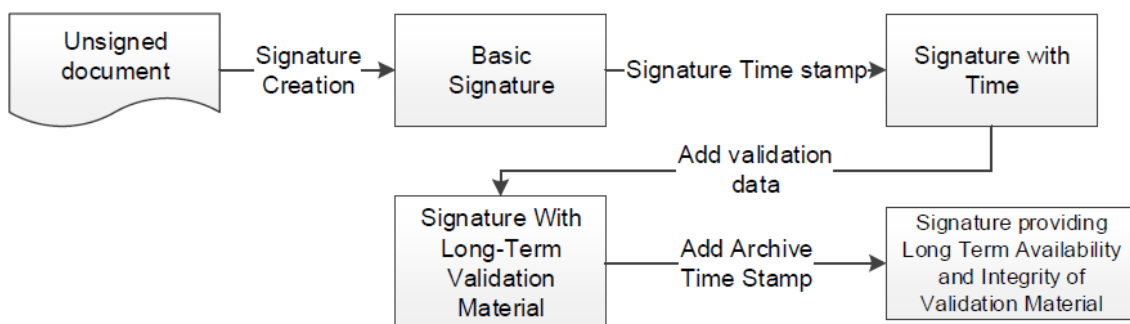 Unsigned
document
Signature
Creation
Basic
Signature
Signature Time stamp
Signature with
Time
Add validation
data
Signature With
Long-Term
Validation
Material
Add Archive
Time Stamp
Signature providing
Long Term Availability
and Integrity of
Validation Material